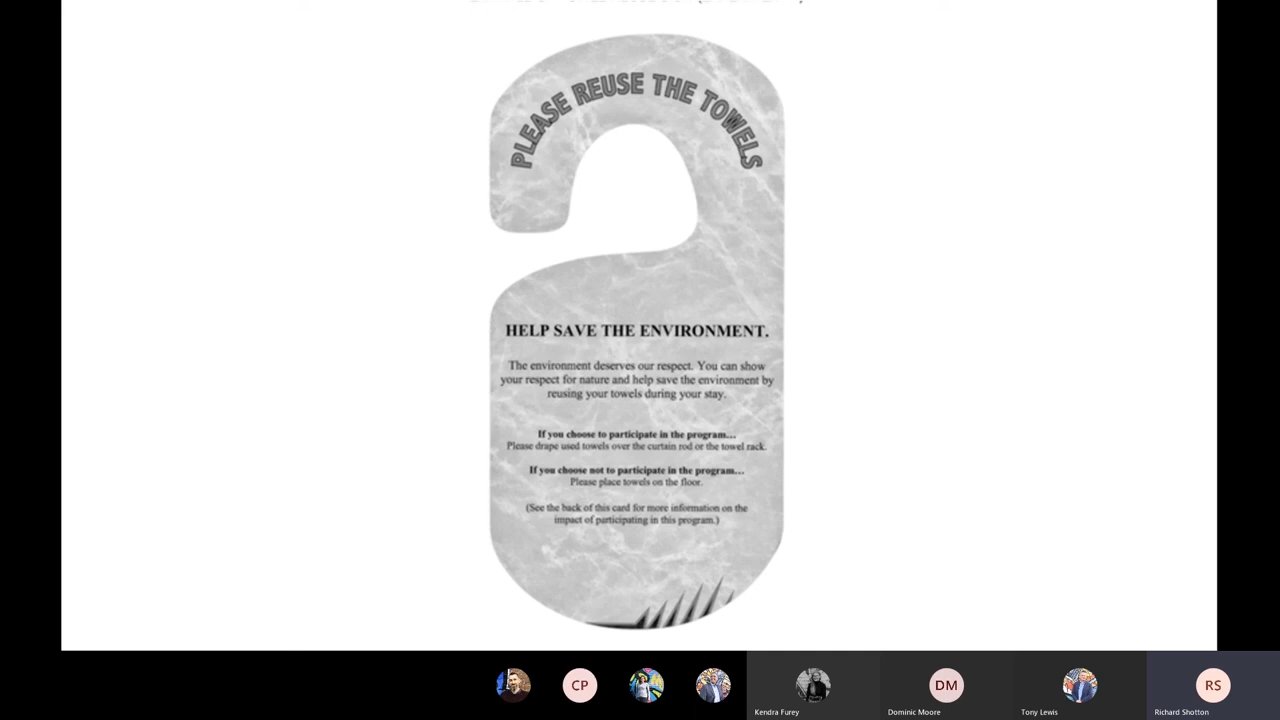 PLEASE REUSE THE TOWELS
HELP SAVE THE ENVIRONMENT.
The environment deserves our respect. You can show
your respect for nature and help save the environment by
reusing your towels during your stay.
If you choose to participate in the program...
Please drape used towels over the curtain rod or the towel rack.
If you choose not to participate in the program...
Please place towels on the floor.
(See the back of this card for more information on the
impact of participating in this program.)
CP
DM
RS
Kendra Furey
Dominic Moore
Tony Lewis
Richard Shotton